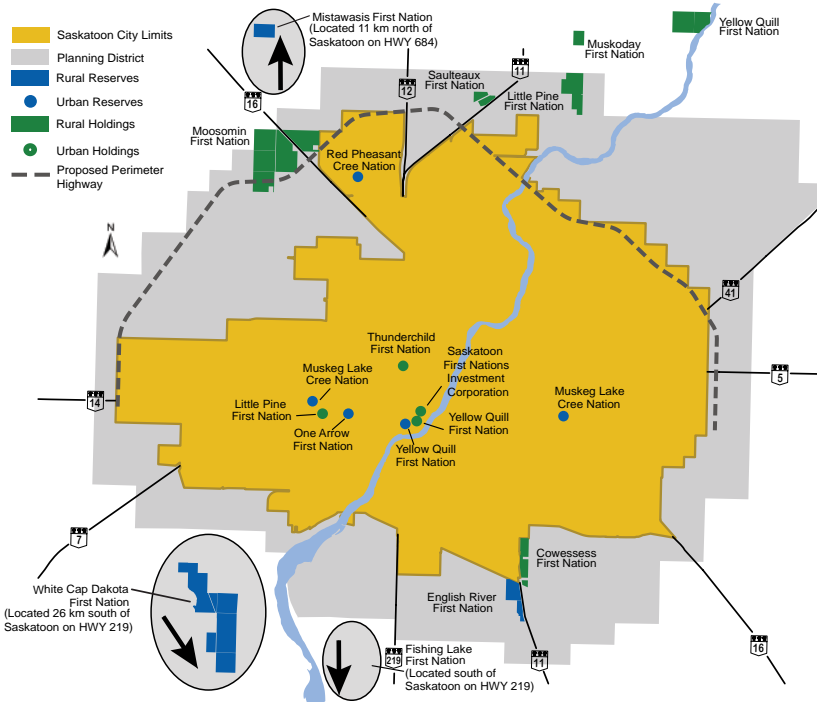 Saskatoon City Limits
Planning District
Rural Reserves
Urban Reserves
Rural Holdings
Urban Holdings
Proposed Perimeter
Highway
Mistawasis First Nation
(Located 11 km north of
Saskatoon on HWY 684)
Yellow Quill
First Nation
Muskoday
First Nation
Saulteaux
First Nation
11
Little Pine
First Nation
12
16
Moosomin
First Nation
Red Pheasant
Cree Nation
N
41
Thunderchild
First Nation
Saskatoon
First Nations
Investment
Corporation
5
Muskeg Lake
Cree Nation
Muskeg Lake
Cree Nation
14
Little Pine
First Nation
One Arrow
First Nation
Yellow Quill
First Nation
Yellow Quill
First Nation
7
Cowessess
First Nation
White Cap Dakota
First Nation
(Located 26 km south of
Saskatoon on HWY 219)
English River
First Nation
219
Fishing Lake
First Nation
(Located south of
Saskatoon on HWY 219)
11
16